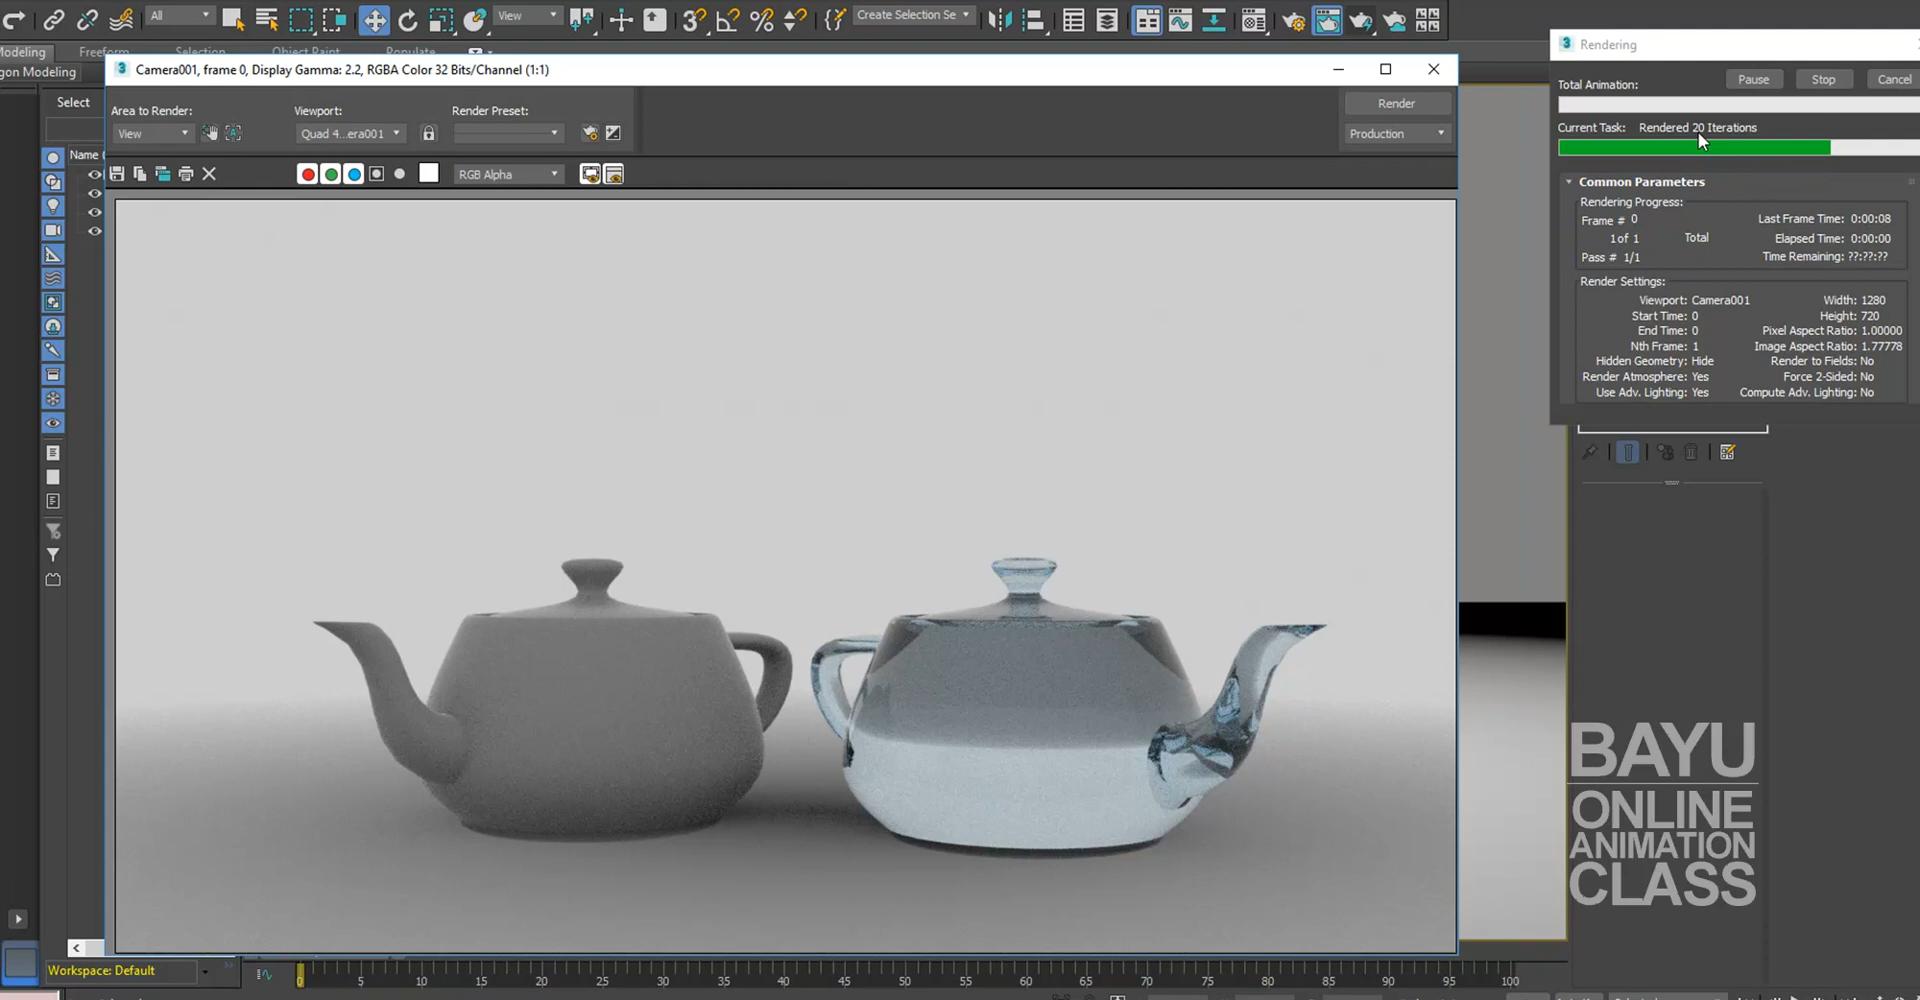 All
View
Create Selection Se
Modeling
Freeform
Selection
Object Paint
Populate
gon Modeling
Select
Name (
Camera001, frame 0, Display Gamma: 2.2, RGBA Color 32 Bits/Channel (1:1)
Area to Render:
View
Viewport:
Quad 4...era001
Render Preset:
Render
Production
RGB Alpha
Rendering
Total Animation:
Pause
Stop
Cancel
Current Task: Rendered 20 Iterations
Common Parameters
Rendering Progress:
Frame # 0
Last Frame Time: 0:00:08
1 of 1
Total
Elapsed Time: 0:00:00
Pass # 1/1
Time Remaining: ??:??:??
Render Settings:
Viewport: Camera001
Width: 1280
Start Time: 0
Height: 720
End Time: 0
Pixel Aspect Ratio: 1.00000
Nth Frame: 1
Image Aspect Ratio: 1.77778
Hidden Geometry: Hide
Render to Fields: No
Render Atmosphere: Yes
Force 2-Sided: No
Use Adv. Lighting: Yes
Compute Adv. Lighting: No
BAYU
ONLINE
ANIMATION
CLASS
Workspace: Default
0 5 10 15 20 25 30 35 40 45 50 55 60 65 70 75 80 85 90 95 100